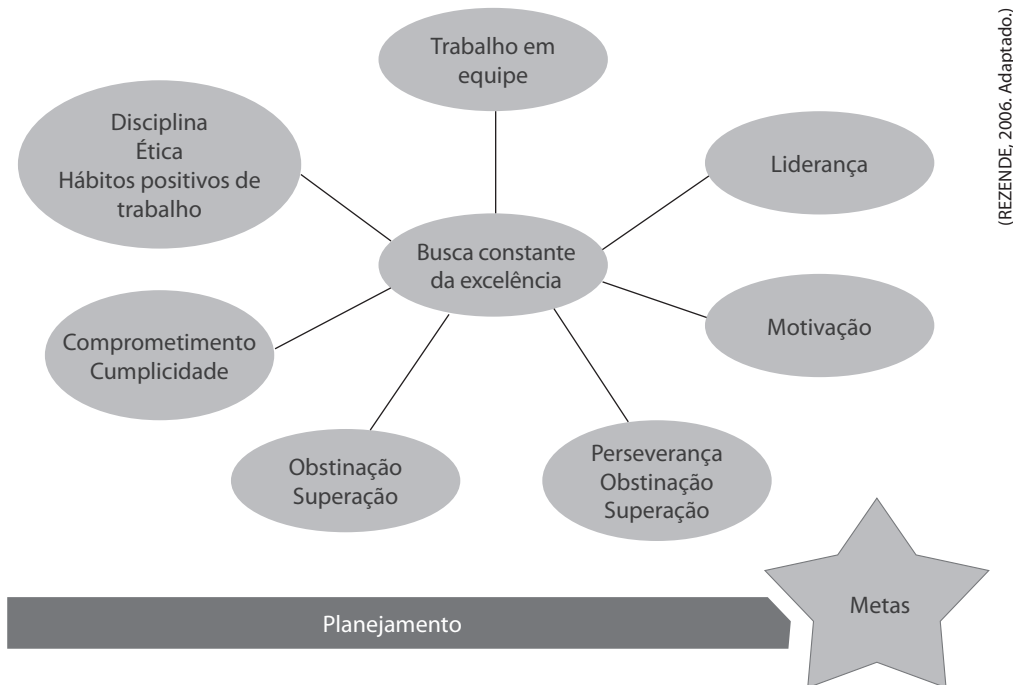 Trabalho em
equipe
Disciplina
Ética
Hábitos positivos de
trabalho
Liderança
Busca constante
da excelência
Motivação
Comprometimento
Cumplicidade
Obstinação
Superação
Perseverança
Obstinação
Superação
Planejamento
Metas
(REZENDE, 2006. Adaptado.)